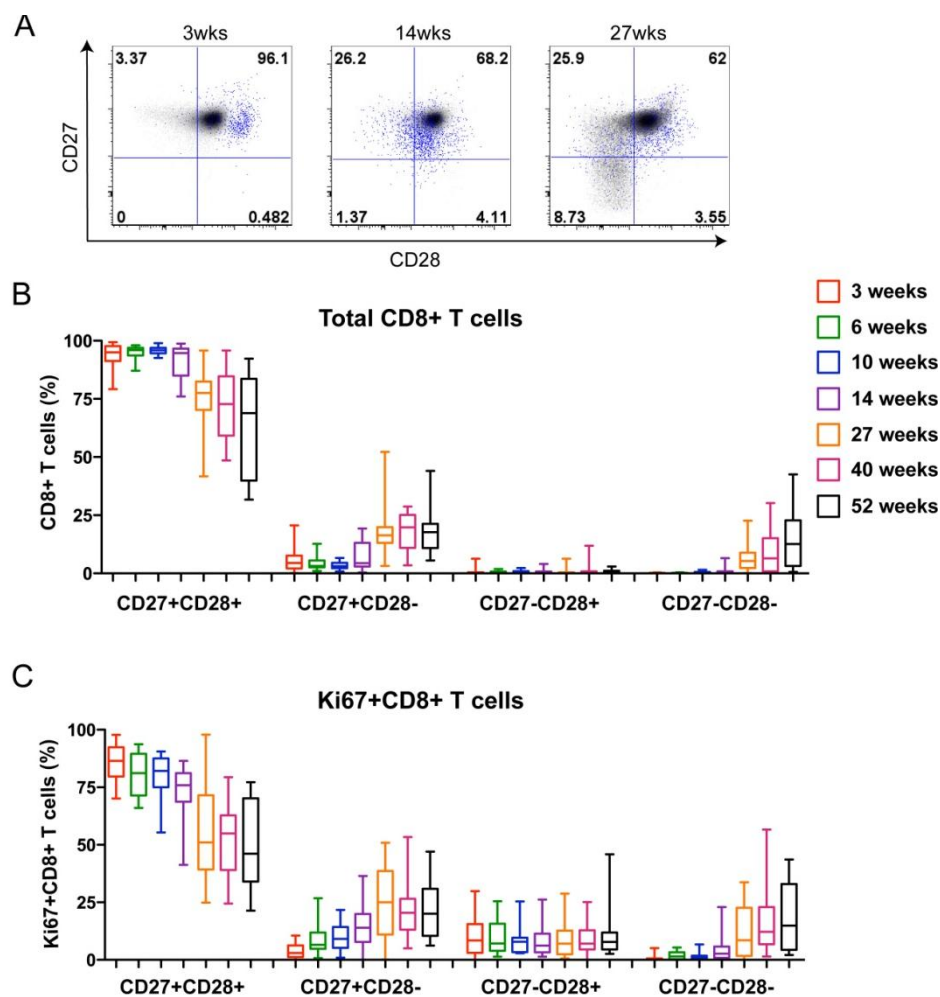 A
3wks
14wks
27wks
3.37
96.1
26.2
68.2
25.9
62
CD27
0
0.482
1.37
4.11
8.73
3.55
CD28
B
Total CD8+ T cells
CD8+ T cells (%)
100
75
50
25
0
CD27+CD28+
CD27+CD28-
CD27-CD28+
CD27-CD28-
3 weeks
6 weeks
10 weeks
14 weeks
27 weeks
40 weeks
52 weeks
C
Ki67+CD8+ T cells
Ki67+CD8+ T cells (%)
100
75
50
25
0
CD27+CD28+
CD27+CD28-
CD27-CD28+
CD27-CD28-